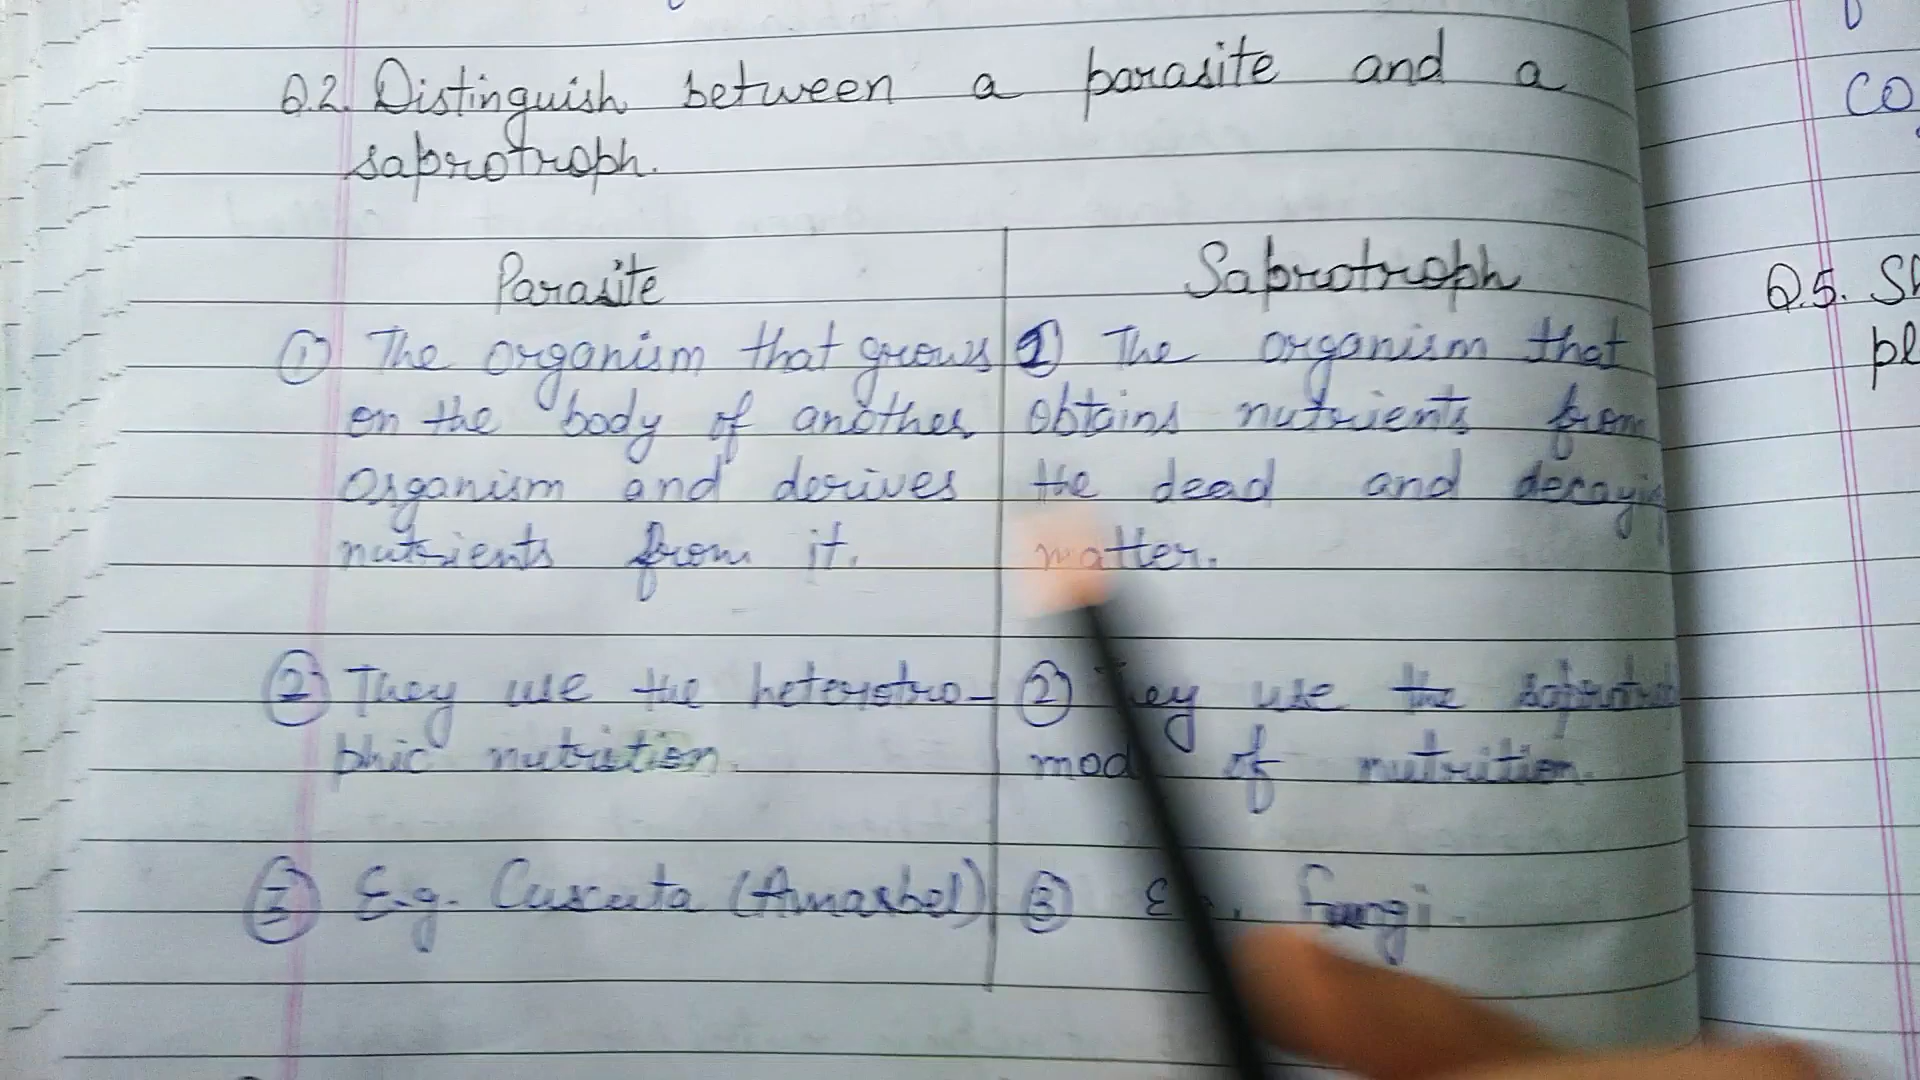 Q.2. Distinguish between a parasite and a
saprotroph.
Parasite
① The organism that grows
on the body of another
organism and derives
nutrients from it.
② They use the heterotro-
phic nutrition.
③ E.g. Cuscuta (Amarbel)
Saprotroph
① The organism that
obtains nutrients from
the dead and decaying
matter.
② They use the
mode of nutrition.
③ E.g. Fungi.
CO
Q.5.